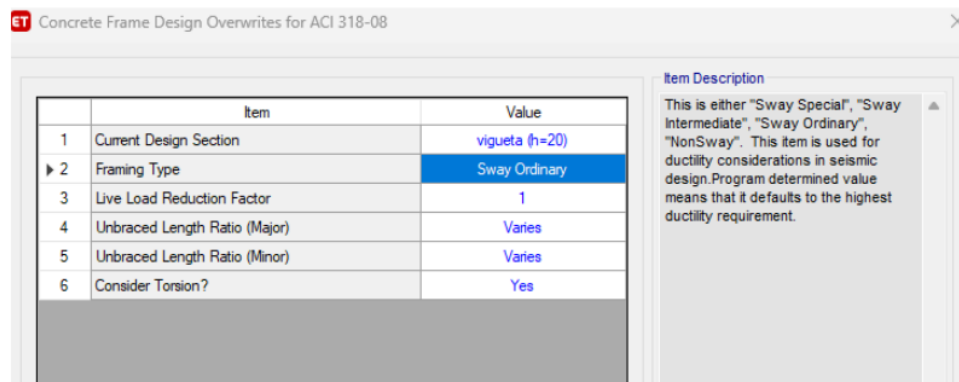 ET Concrete Frame Design Overwrites for ACI 318-08
Item Value
1 Current Design Section vigueta (h=20)
2 Framing Type Sway Ordinary
3 Live Load Reduction Factor 1
4 Unbraced Length Ratio (Major) Varies
5 Unbraced Length Ratio (Minor) Varies
6 Consider Torsion? Yes
Item Description
This is either "Sway Special", "Sway
Intermediate", "Sway Ordinary",
"NonSway".  This item is used for
ductility considerations in seismic
design.Program determined value
means that it defaults to the highest
ductility requirement.